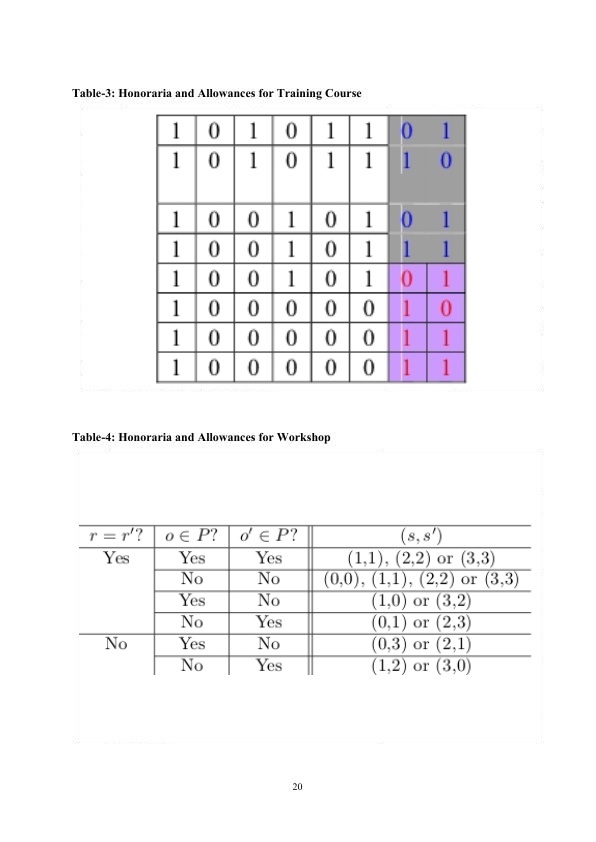 Table-3: Honoraria and Allowances for Training Course
1 0 1 0 1 1 0 1
1 0 1 0 1 1 1 0
1 0 0 1 0 1 0 1
1 0 0 1 0 1 1 1
1 0 0 1 0 1 0 1
1 0 0 0 0 0 1 0
1 0 0 0 0 0 1 1
1 0 0 0 0 0 1 1
Table-4: Honoraria and Allowances for Workshop
r = r′? o ∈ P? o′ ∈ P? (s, s′)
Yes Yes Yes (1,1), (2,2) or (3,3)
No No (0,0), (1,1), (2,2) or (3,3)
Yes No (1,0) or (3,2)
No Yes (0,1) or (2,3)
No Yes No (0,3) or (2,1)
No Yes (1,2) or (3,0)
20